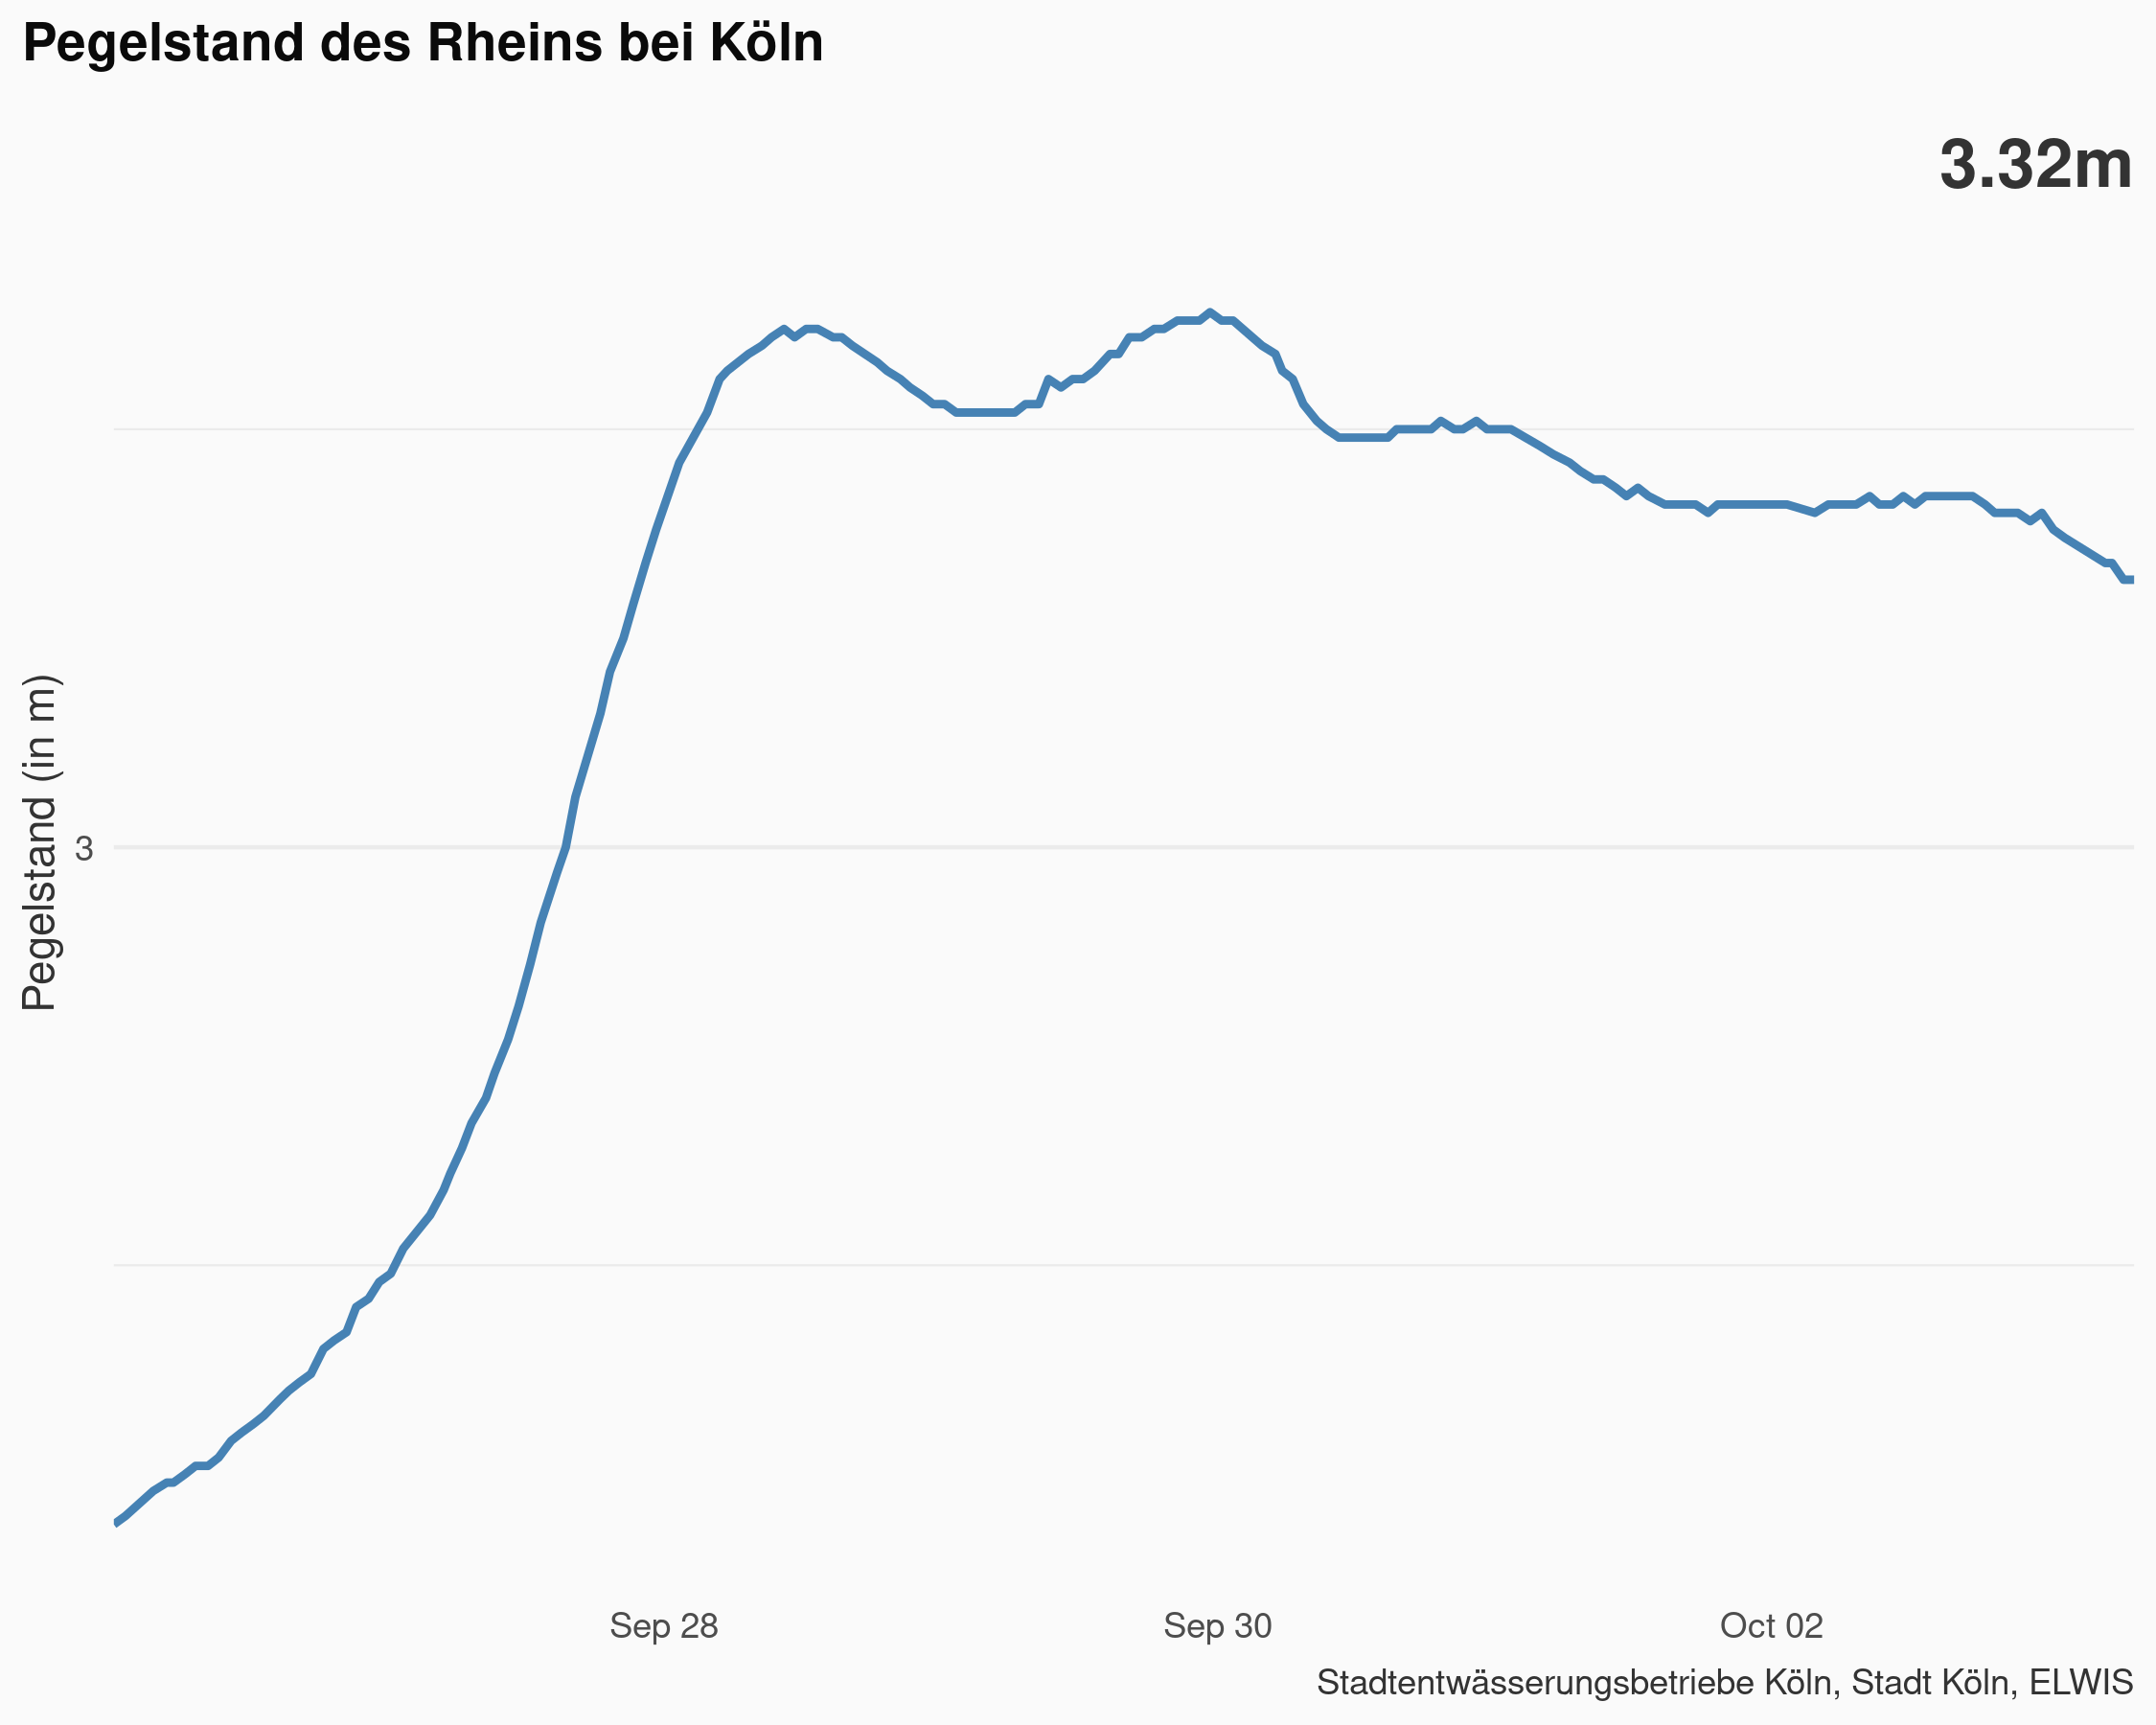 Pegelstand des Rheins bei Köln
3.32m
Pegelstand (in m)
3
Sep 28
Sep 30
Oct 02
Stadtentwässerungsbetriebe Köln, Stadt Köln, ELWIS